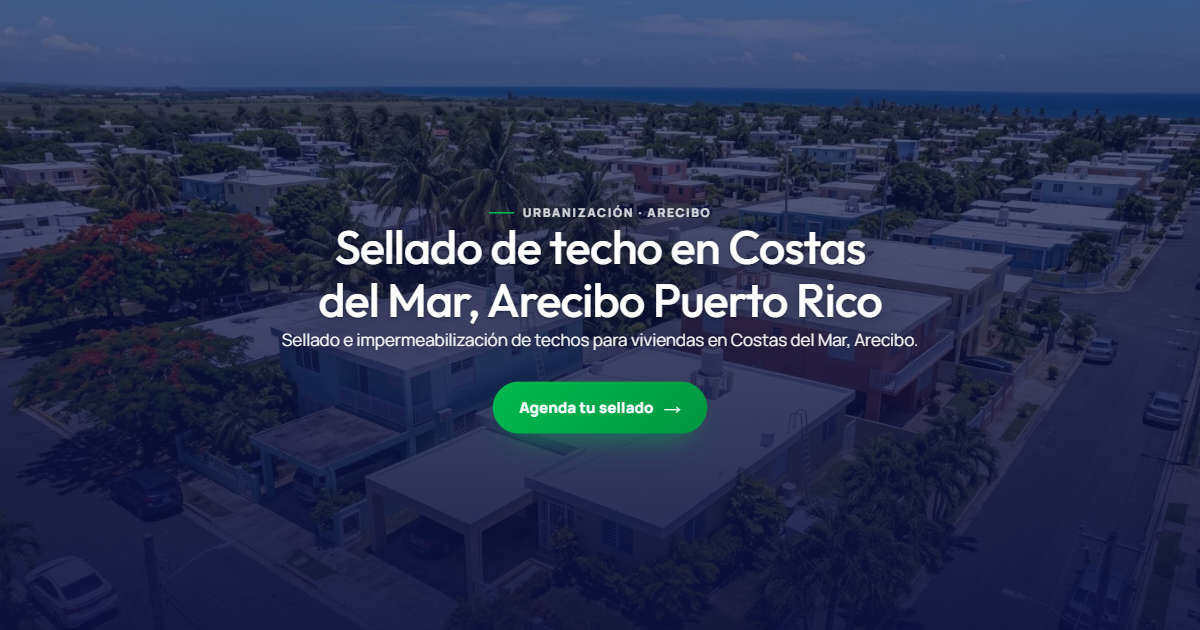 URBANIZACIÓN · ARECIBO
Sellado de techo en Costas
del Mar, Arecibo Puerto Rico
Sellado e impermeabilización de techos para viviendas en Costas del Mar, Arecibo.
Agenda tu sellado →